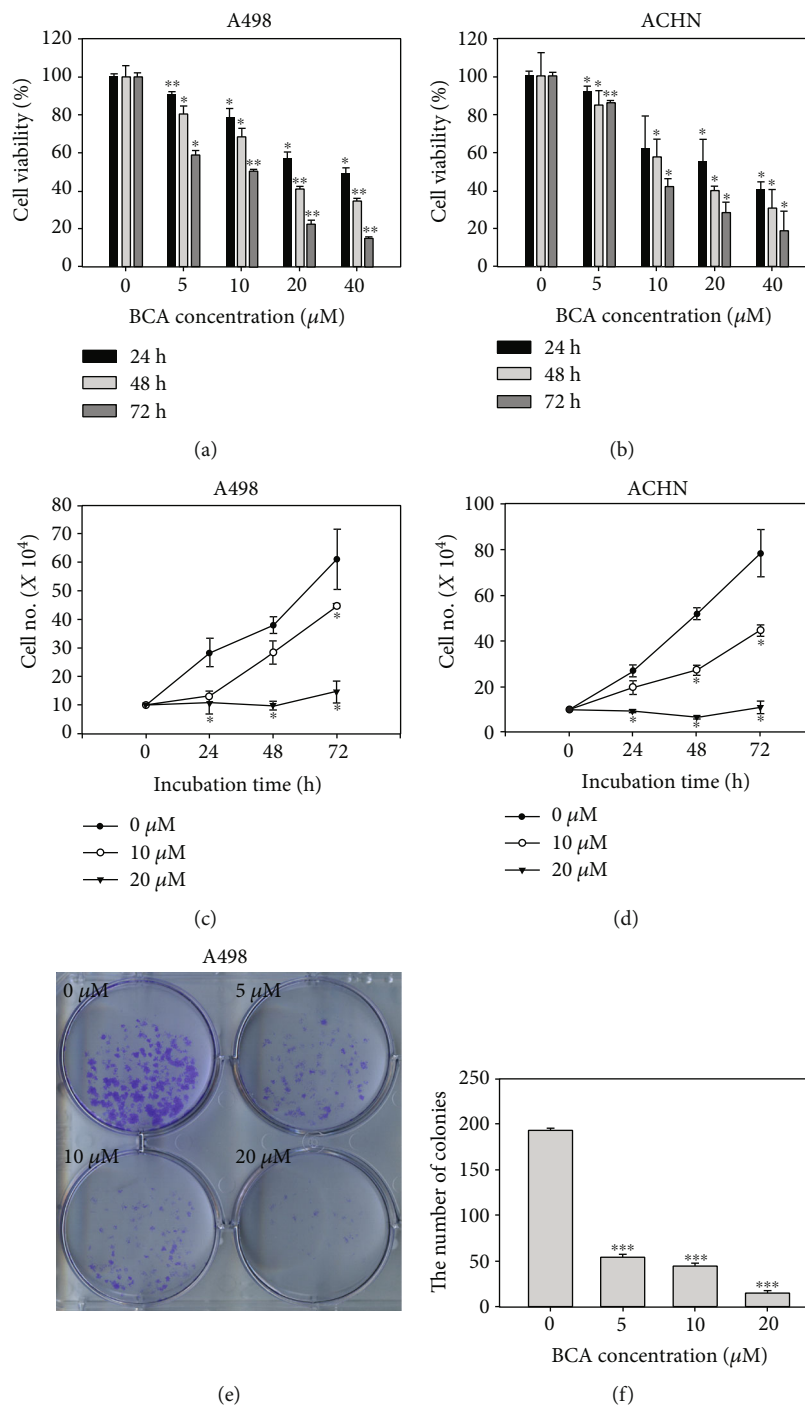 A498
Cell viability (%)
120
100
80
60
40
20
0
** * *
* * **
* ** **
* ** **
0 5 10 20 40
BCA concentration (μM)
24 h
48 h
72 h
(a)
ACHN
Cell viability (%)
120
100
80
60
40
20
0
* * **
* *
* * *
* * *
0 5 10 20 40
BCA concentration (μM)
24 h
48 h
72 h
(b)
A498
Cell no. (X 10⁴)
80
70
60
50
40
30
20
10
0
*
* * *
0 24 48 72
Incubation time (h)
0 μM
10 μM
20 μM
(c)
ACHN
Cell no. (X 10⁴)
100
80
60
40
20
0
* *
* * *
0 24 48 72
Incubation time (h)
0 μM
10 μM
20 μM
(d)
A498
0 μM 5 μM
10 μM 20 μM
(e)
The number of colonies
250
200
150
100
50
0
*** *** ***
0 5 10 20
BCA concentration (μM)
(f)